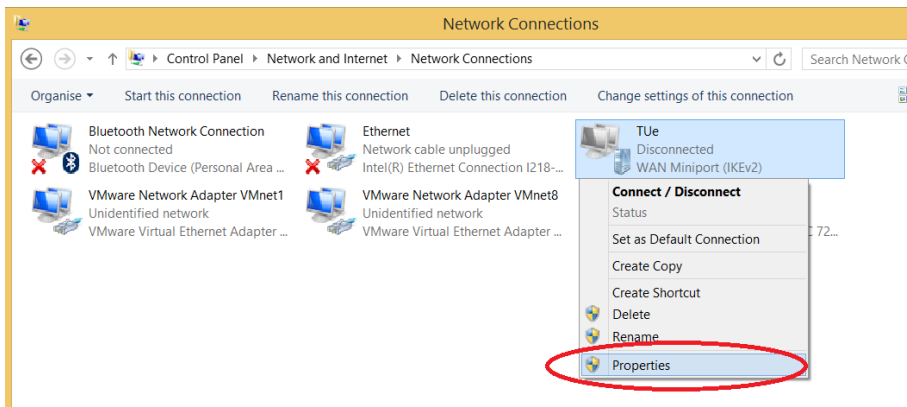 Network Connections
Control Panel Network and Internet Network Connections
Search Network
Organise Start this connection Rename this connection Delete this connection Change settings of this connection
Bluetooth Network Connection
Not connected
Bluetooth Device (Personal Area ...
Ethernet
Network cable unplugged
Intel(R) Ethernet Connection I218-...
TUe
Disconnected
WAN Miniport (IKEv2)
VMware Network Adapter VMnet1
Unidentified network
VMware Virtual Ethernet Adapter ...
VMware Network Adapter VMnet8
Unidentified network
VMware Virtual Ethernet Adapter ...
72...
Connect / Disconnect
Status
Set as Default Connection
Create Copy
Create Shortcut
Delete
Rename
Properties